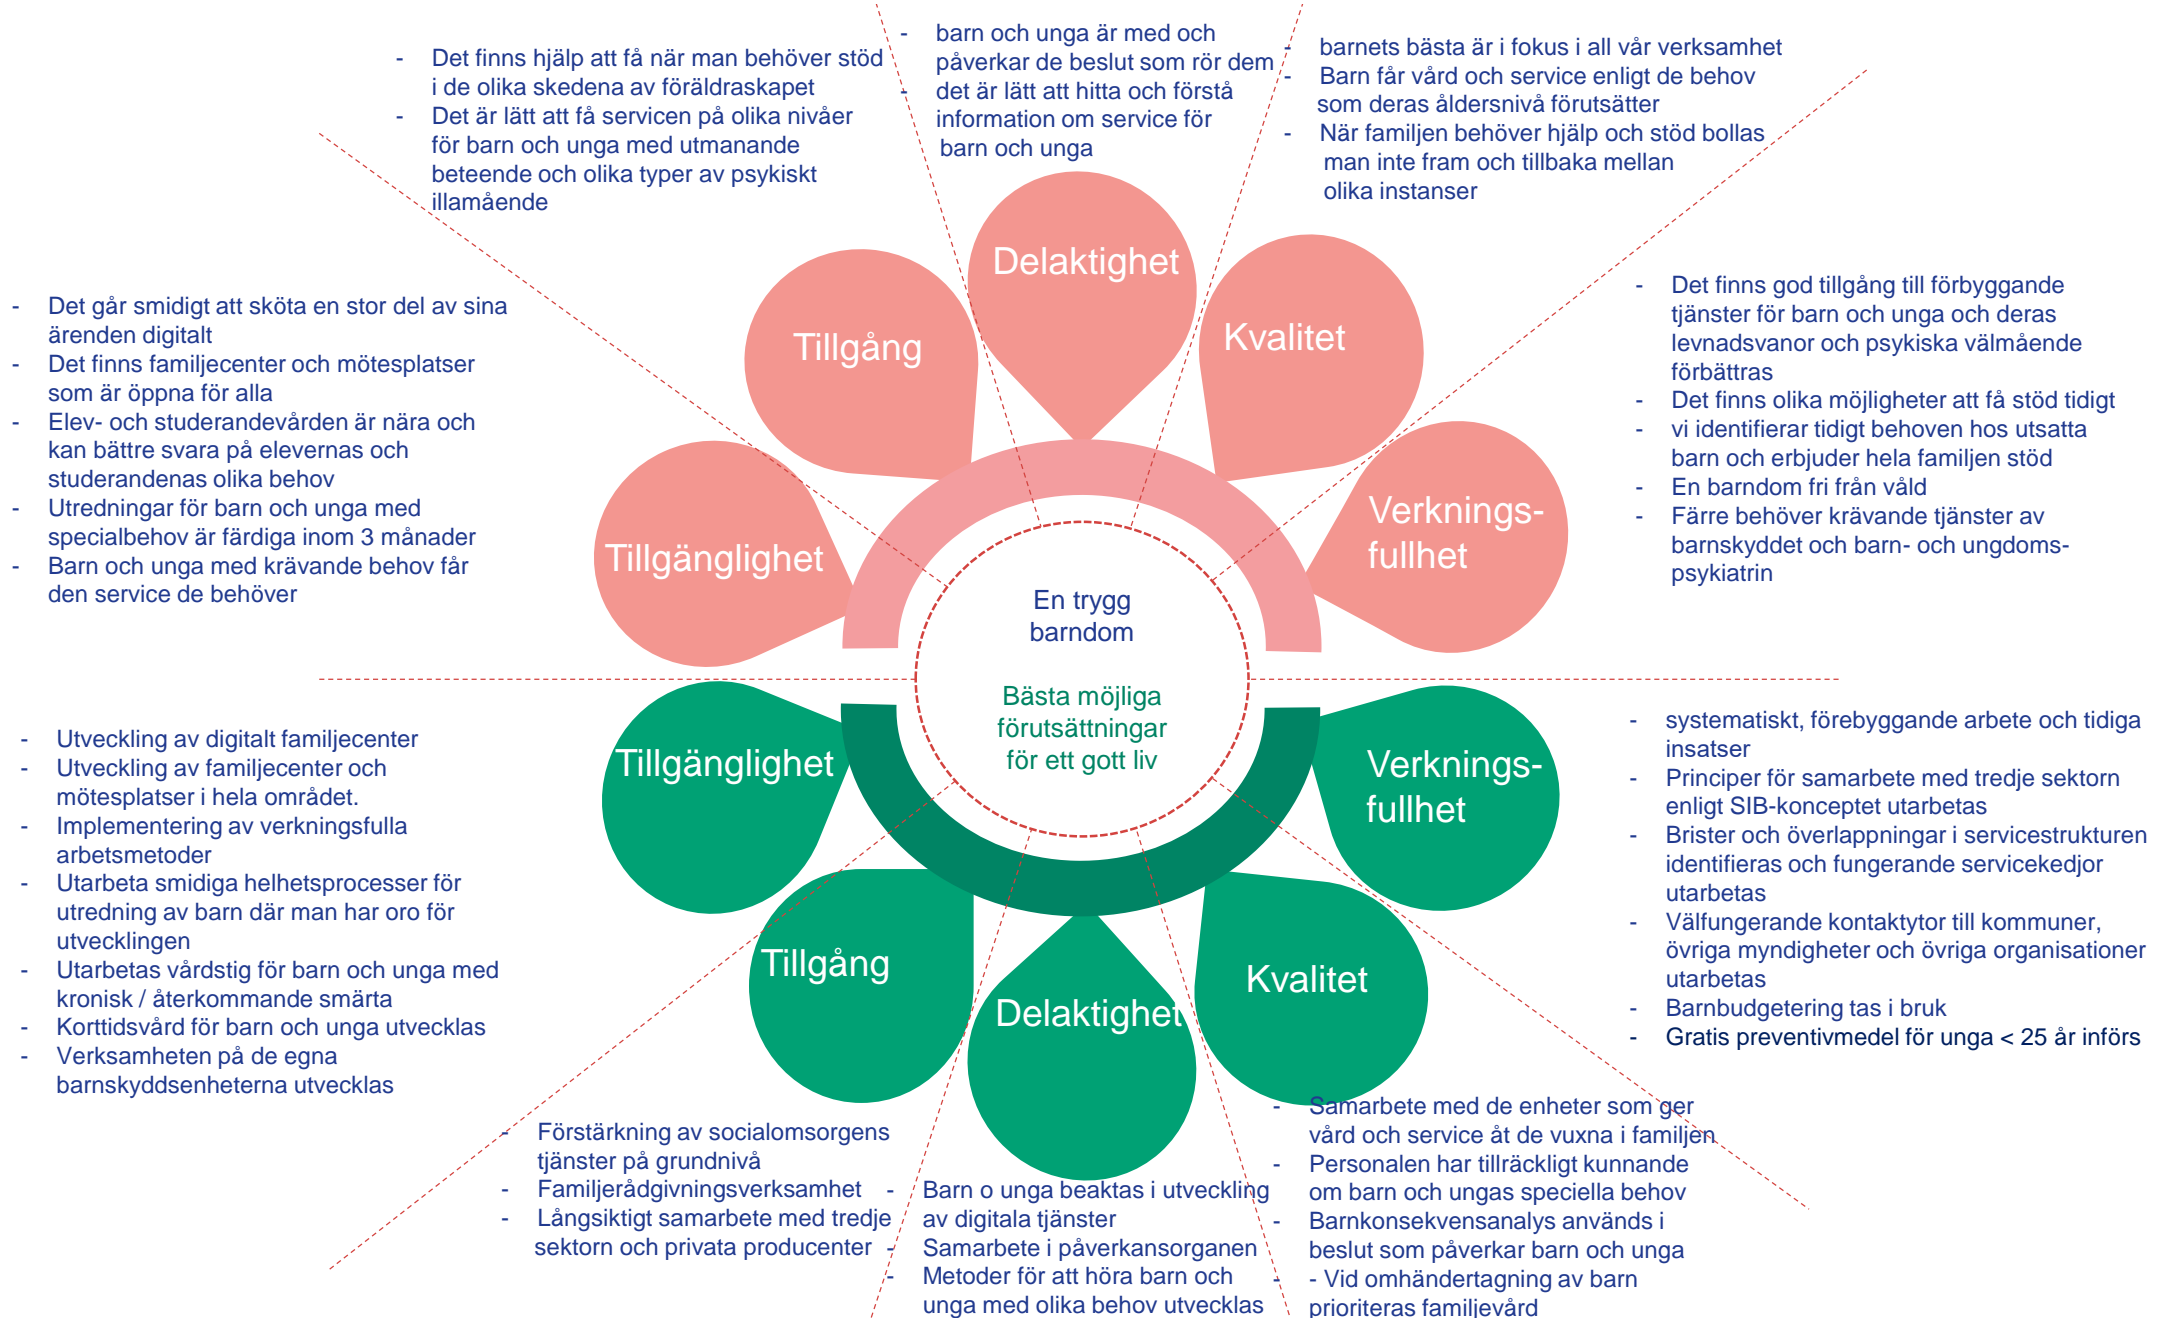 - Det finns hjälp att få när man behöver stöd
i de olika skedena av föräldraskapet
- Det är lätt att få servicen på olika nivåer
för barn och unga med utmanande
beteende och olika typer av psykiskt
illamående
- barn och unga är med och
påverkar de beslut som rör dem
- det är lätt att hitta och förstå
information om service för
barn och unga
- barnets bästa är i fokus i all vår verksamhet
- Barn får vård och service enligt de behov
som deras åldersnivå förutsätter
- När familjen behöver hjälp och stöd bollas
man inte fram och tillbaka mellan
olika instanser
- Det går smidigt att sköta en stor del av sina
ärenden digitalt
- Det finns familjecenter och mötesplatser
som är öppna för alla
- Elev- och studerandevården är nära och
kan bättre svara på elevernas och
studerandenas olika behov
- Utredningar för barn och unga med
specialbehov är färdiga inom 3 månader
- Barn och unga med krävande behov får
den service de behöver
- Det finns god tillgång till förbyggande
tjänster för barn och unga och deras
levnadsvanor och psykiska välmående
förbättras
- Det finns olika möjligheter att få stöd tidigt
- vi identifierar tidigt behoven hos utsatta
barn och erbjuder hela familjen stöd
- En barndom fri från våld
- Färre behöver krävande tjänster av
barnskyddet och barn- och ungdoms-
psykiatrin
Tillgänglighet
Tillgång
Delaktighet
Kvalitet
Verknings-
fullhet
En trygg
barndom
Bästa möjliga
förutsättningar
för ett gott liv
Tillgänglighet
Tillgång
Delaktighet
Kvalitet
Verknings-
fullhet
- Utveckling av digitalt familjecenter
- Utveckling av familjecenter och
mötesplatser i hela området.
- Implementering av verkningsfulla
arbetsmetoder
- Utarbeta smidiga helhetsprocesser för
utredning av barn där man har oro för
utvecklingen
- Utarbetas vårdstig för barn och unga med
kronisk / återkommande smärta
- Korttidsvård för barn och unga utvecklas
- Verksamheten på de egna
barnskyddsenheterna utvecklas
- Förstärkning av socialomsorgens
tjänster på grundnivå
- Familjerådgivningsverksamhet
- Långsiktigt samarbete med tredje
sektorn och privata producenter
- Barn o unga beaktas i utveckling
av digitala tjänster
- Samarbete i påverkansorganen
- Metoder för att höra barn och
unga med olika behov utvecklas
- Samarbete med de enheter som ger
vård och service åt de vuxna i familjen
- Personalen har tillräckligt kunnande
om barn och ungas speciella behov
- Barnkonsekvensanalys används i
beslut som påverkar barn och unga
- - Vid omhändertagning av barn
prioriteras familjevård
- systematiskt, förebyggande arbete och tidiga
insatser
- Principer för samarbete med tredje sektorn
enligt SIB-konceptet utarbetas
- Brister och överlappningar i servicestrukturen
identifieras och fungerande servicekedjor
utarbetas
- Välfungerande kontaktytor till kommuner,
övriga myndigheter och övriga organisationer
utarbetas
- Barnbudgetering tas i bruk
- Gratis preventivmedel för unga < 25 år införs